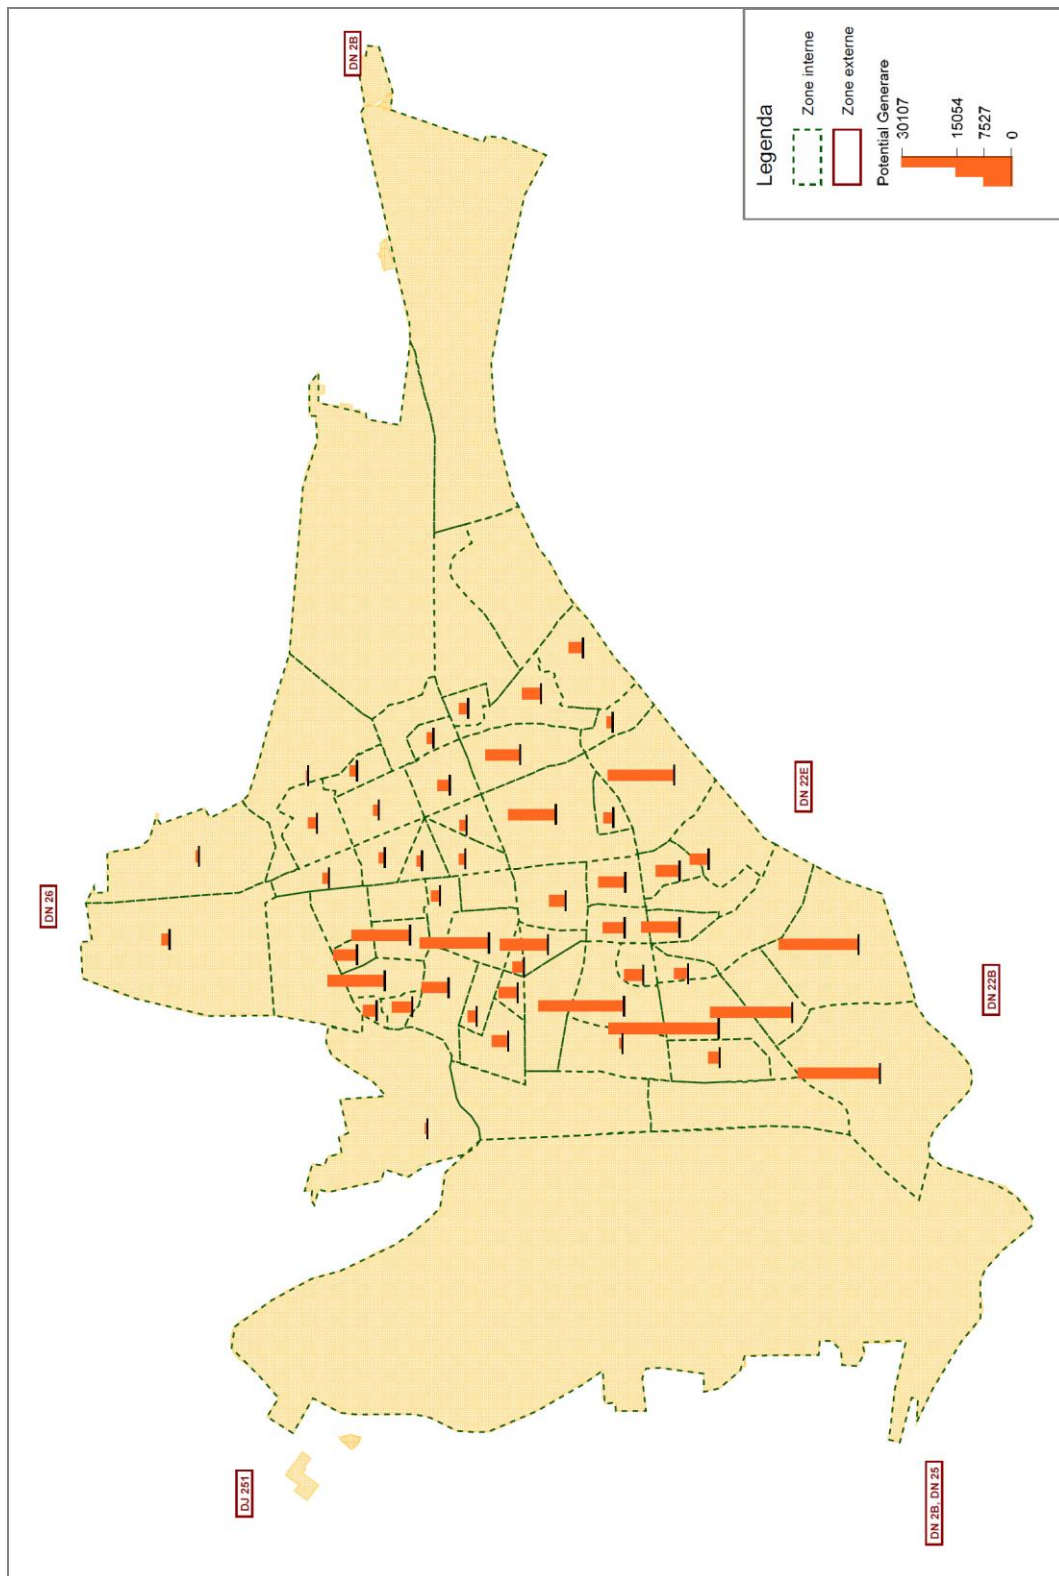 DN 2B
Legenda
Zone interne
Zone externe
Potential Generare
30107
15054
7527
0
DN 26
DN 22E
DN 22B
DJ 251
DN 2B, DN 25